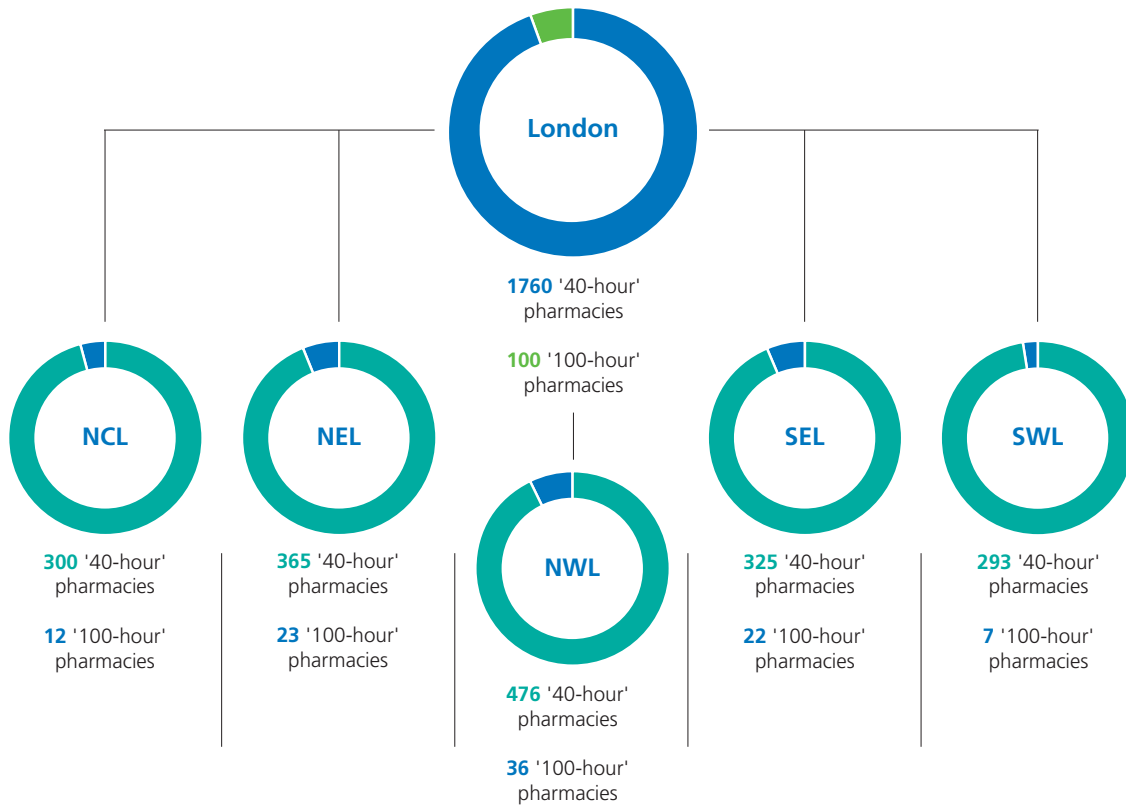 London
1760 '40-hour'
pharmacies
100 '100-hour'
pharmacies
NCL
300 '40-hour'
pharmacies
12 '100-hour'
pharmacies
NEL
365 '40-hour'
pharmacies
23 '100-hour'
pharmacies
NWL
476 '40-hour'
pharmacies
36 '100-hour'
pharmacies
SEL
325 '40-hour'
pharmacies
22 '100-hour'
pharmacies
SWL
293 '40-hour'
pharmacies
7 '100-hour'
pharmacies